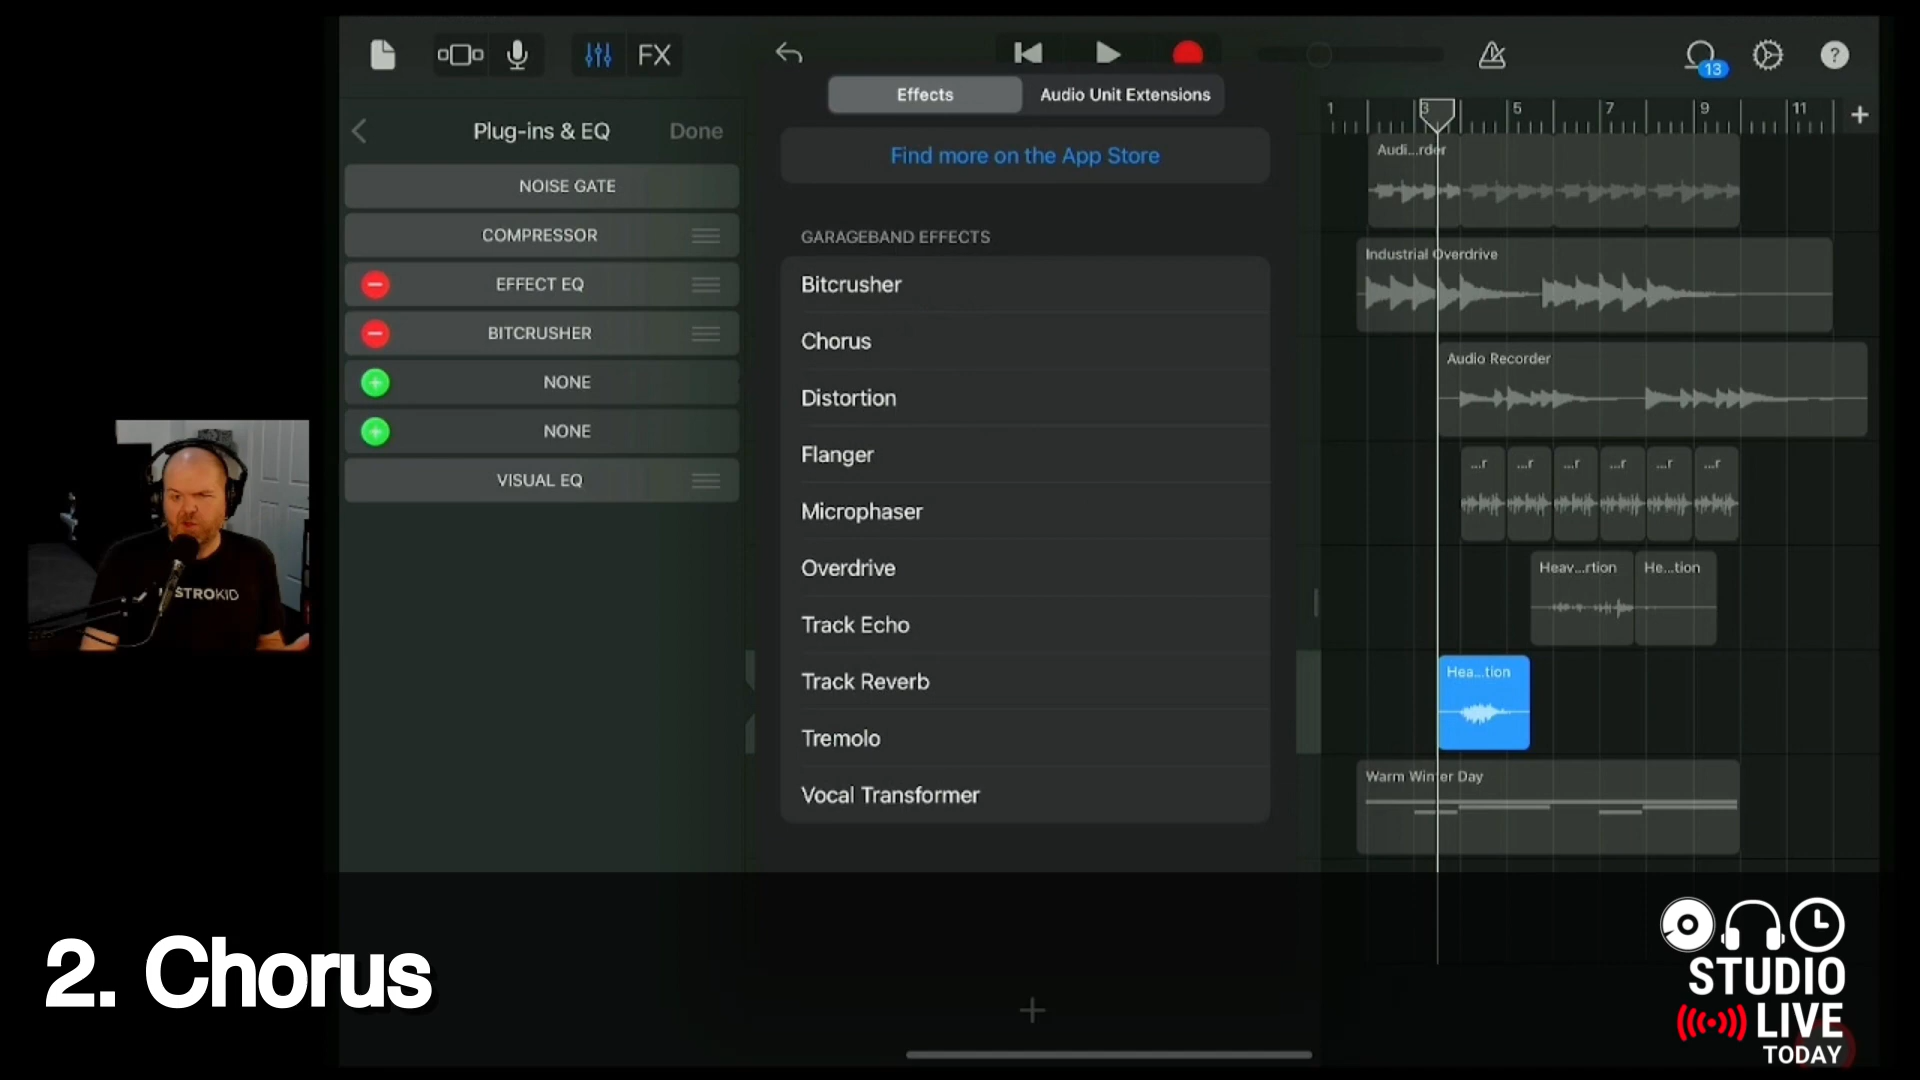 FX
13
?
Effects
Audio Unit Extensions
Plug-ins & EQ
Done
Find more on the App Store
NOISE GATE
COMPRESSOR
EFFECT EQ
BITCRUSHER
NONE
NONE
VISUAL EQ
GARAGEBAND EFFECTS
Bitcrusher
Chorus
Distortion
Flanger
Microphaser
Overdrive
Track Echo
Track Reverb
Tremolo
Vocal Transformer
1 3 5 7 9 11
Audi...rder
Industrial Overdrive
Audio Recorder
...r ...r ...r ...r ...r ...r
Heav...rtion He...tion
Hea...tion
Warm Winter Day
STROKID
2. Chorus
STUDIO
LIVE
TODAY